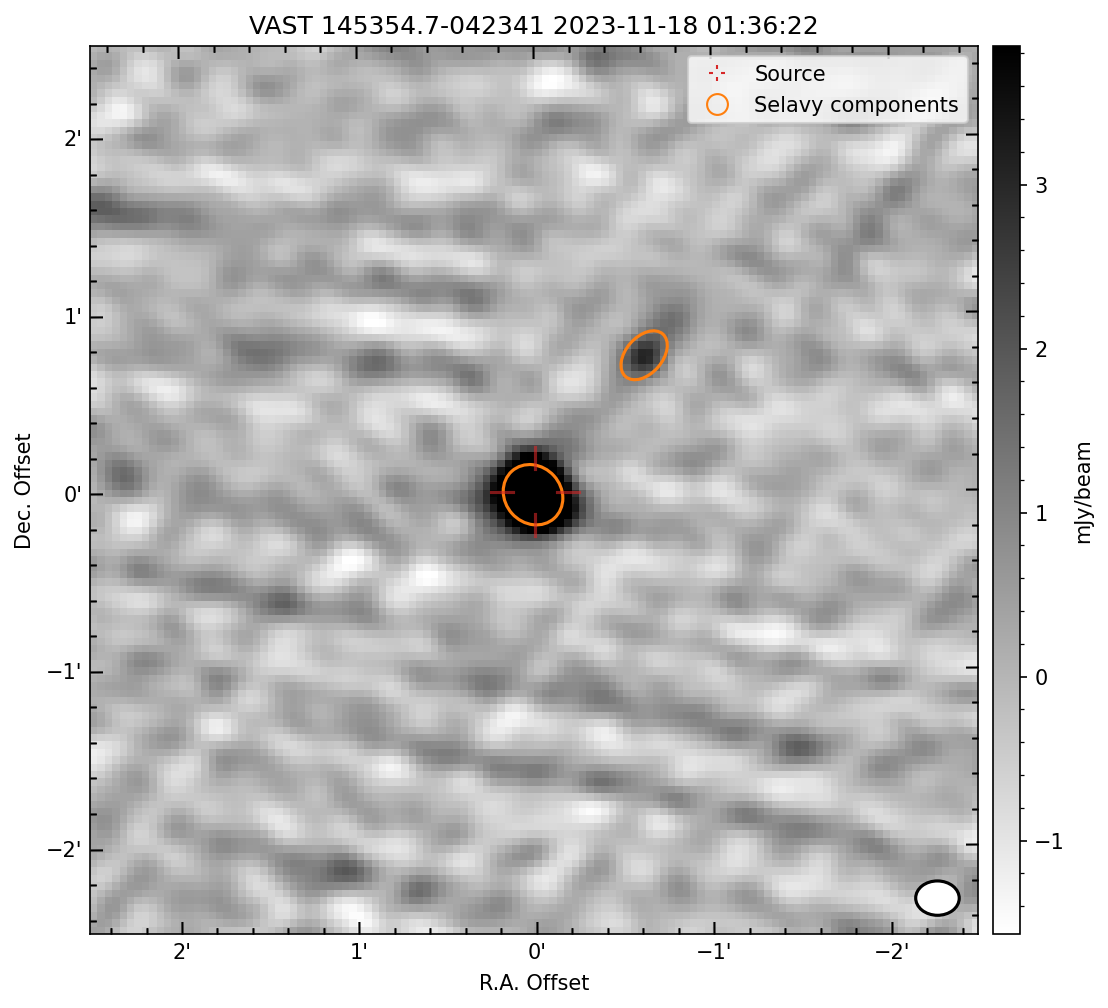 VAST 145354.7-042341 2023-11-18 01:36:22
Source
Selavy components
2'
1'
0'
−1'
−2'
Dec. Offset
2'
1'
0'
−1'
−2'
R.A. Offset
3
2
1
0
−1
mJy/beam